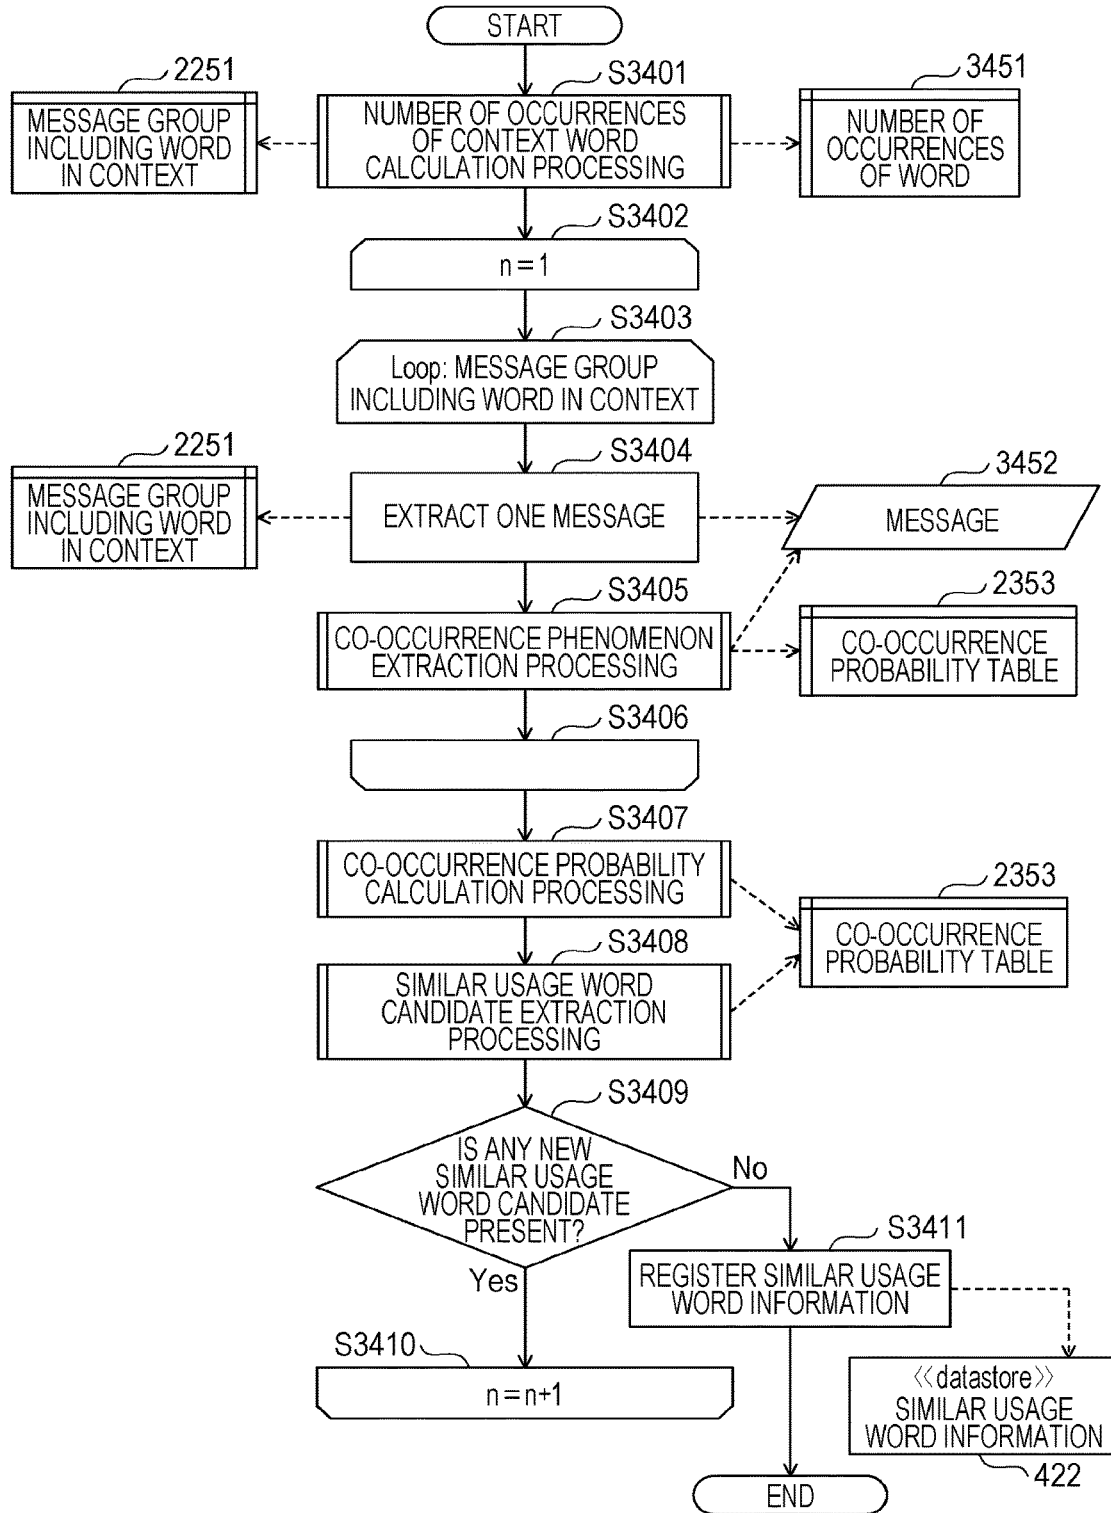 START
2251
S3401
3451
MESSAGE GROUP
INCLUDING WORD
IN CONTEXT
NUMBER OF OCCURRENCES
OF CONTEXT WORD
CALCULATION PROCESSING
NUMBER OF
OCCURRENCES
OF WORD
S3402
n=1
S3403
Loop: MESSAGE GROUP
INCLUDING WORD IN CONTEXT
2251
S3404
3452
MESSAGE GROUP
INCLUDING WORD
IN CONTEXT
EXTRACT ONE MESSAGE
MESSAGE
S3405
2353
CO-OCCURRENCE PHENOMENON
EXTRACTION PROCESSING
CO-OCCURRENCE
PROBABILITY TABLE
S3406
S3407
CO-OCCURRENCE PROBABILITY
CALCULATION PROCESSING
2353
CO-OCCURRENCE
PROBABILITY TABLE
S3408
SIMILAR USAGE WORD
CANDIDATE EXTRACTION
PROCESSING
S3409
IS ANY NEW
SIMILAR USAGE
WORD CANDIDATE
PRESENT?
No
Yes
S3411
REGISTER SIMILAR USAGE
WORD INFORMATION
S3410
n=n+1
《datastore》
SIMILAR USAGE
WORD INFORMATION
422
END